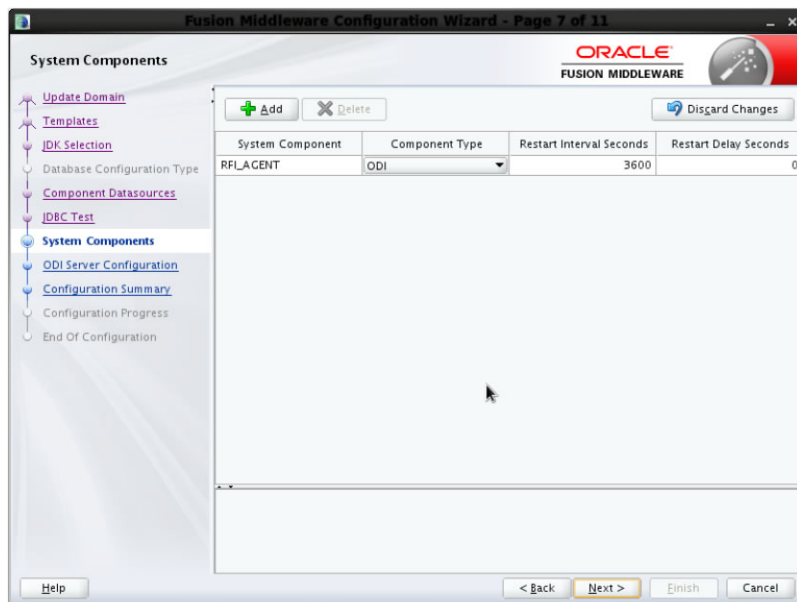 Fusion Middleware Configuration Wizard - Page 7 of 11
System Components
ORACLE
FUSION MIDDLEWARE
Update Domain
Templates
JDK Selection
Database Configuration Type
Component Datasources
JDBC Test
System Components
ODI Server Configuration
Configuration Summary
Configuration Progress
End Of Configuration
Add Delete Discard Changes
System Component Component Type Restart Interval Seconds Restart Delay Seconds
RFI_AGENT ODI 3600 0
Help < Back Next > Finish Cancel